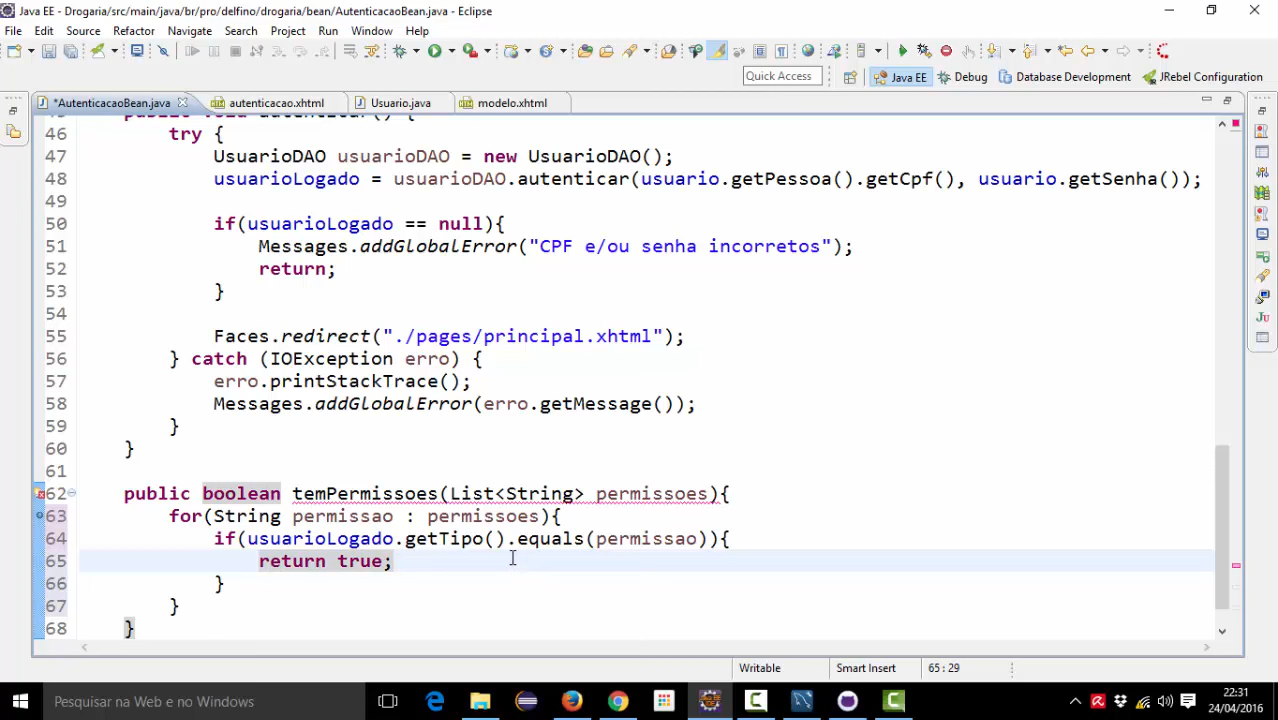 Java EE - Drogaria/src/main/java/br/pro/delfino/drogaria/bean/AutenticacaoBean.java - Eclipse
File Edit Source Refactor Navigate Search Project Run Window Help
Quick Access Java EE Debug Database Development JRebel Configuration
*AutenticacaoBean.java autenticacao.xhtml Usuario.java modelo.xhtml
46 try {
47 UsuarioDAO usuarioDAO = new UsuarioDAO();
48 usuarioLogado = usuarioDAO.autenticar(usuario.getPessoa().getCpf(), usuario.getSenha());
49
50 if(usuarioLogado == null){
51 Messages.addGlobalError("CPF e/ou senha incorretos");
52 return;
53 }
54
55 Faces.redirect("./pages/principal.xhtml");
56 } catch (IOException erro) {
57 erro.printStackTrace();
58 Messages.addGlobalError(erro.getMessage());
59 }
60 }
61
62 public boolean temPermissoes(List<String> permissoes){
63 for(String permissao : permissoes){
64 if(usuarioLogado.getTipo().equals(permissao)){
65 return true;
66 }
67 }
68 }
Writable Smart Insert 65 : 29
Pesquisar na Web e no Windows
22:31
24/04/2016